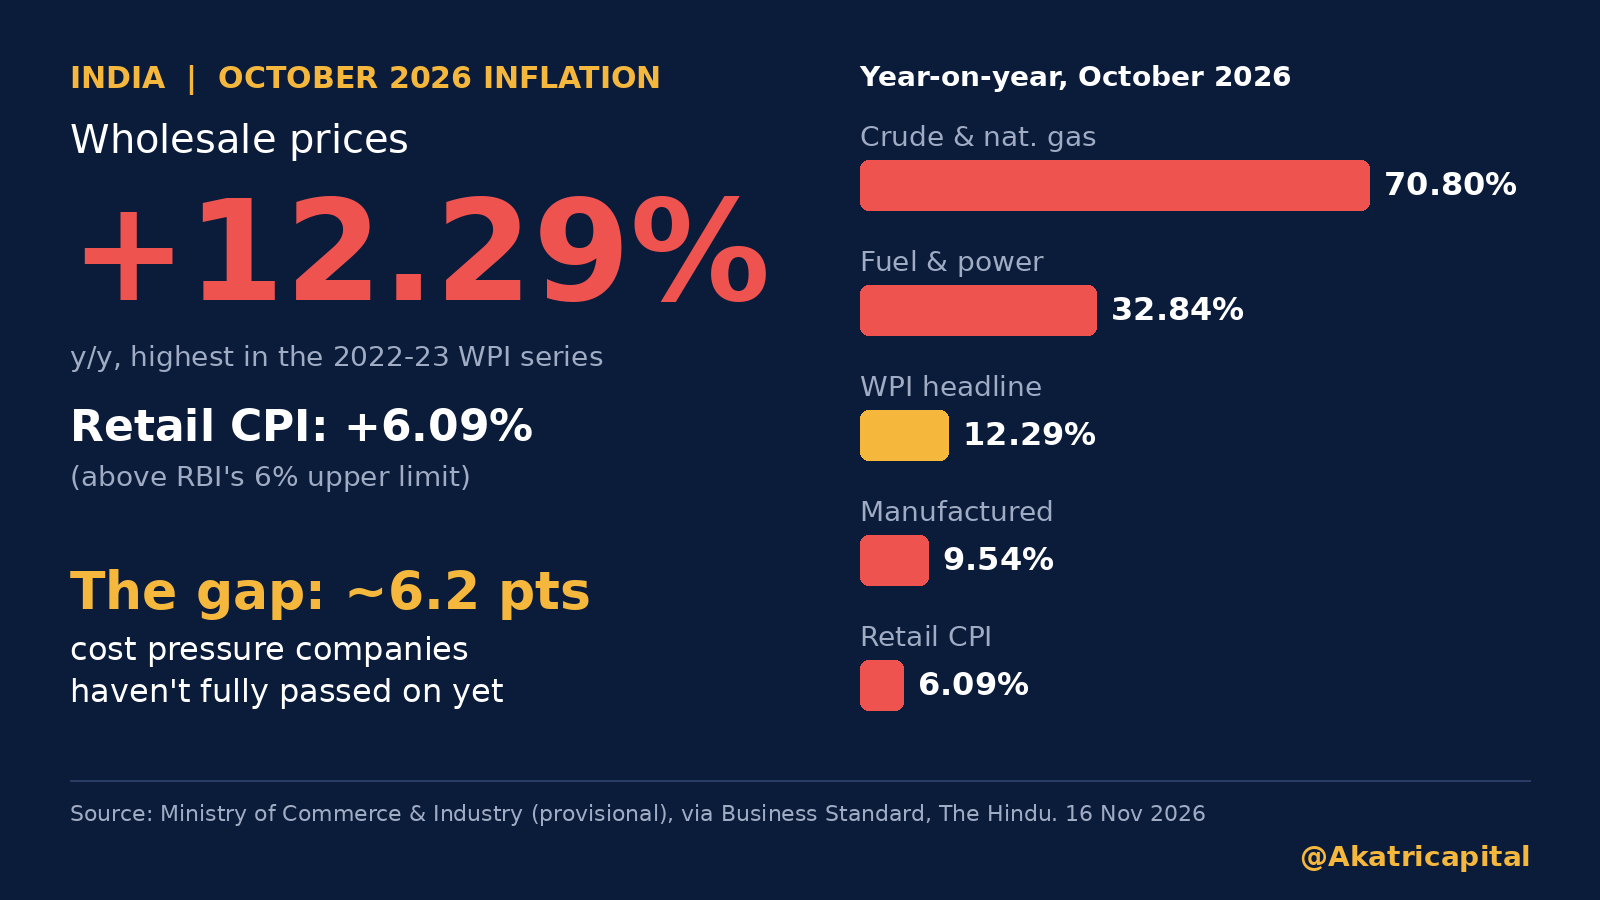 INDIA | OCTOBER 2026 INFLATION
Wholesale prices
+12.29%
y/y, highest in the 2022-23 WPI series
Retail CPI: +6.09%
(above RBI's 6% upper limit)
The gap: ~6.2 pts
cost pressure companies
haven't fully passed on yet
Year-on-year, October 2026
Crude & nat. gas
70.80%
Fuel & power
32.84%
WPI headline
12.29%
Manufactured
9.54%
Retail CPI
6.09%
Source: Ministry of Commerce & Industry (provisional), via Business Standard, The Hindu. 16 Nov 2026
@Akatricapital